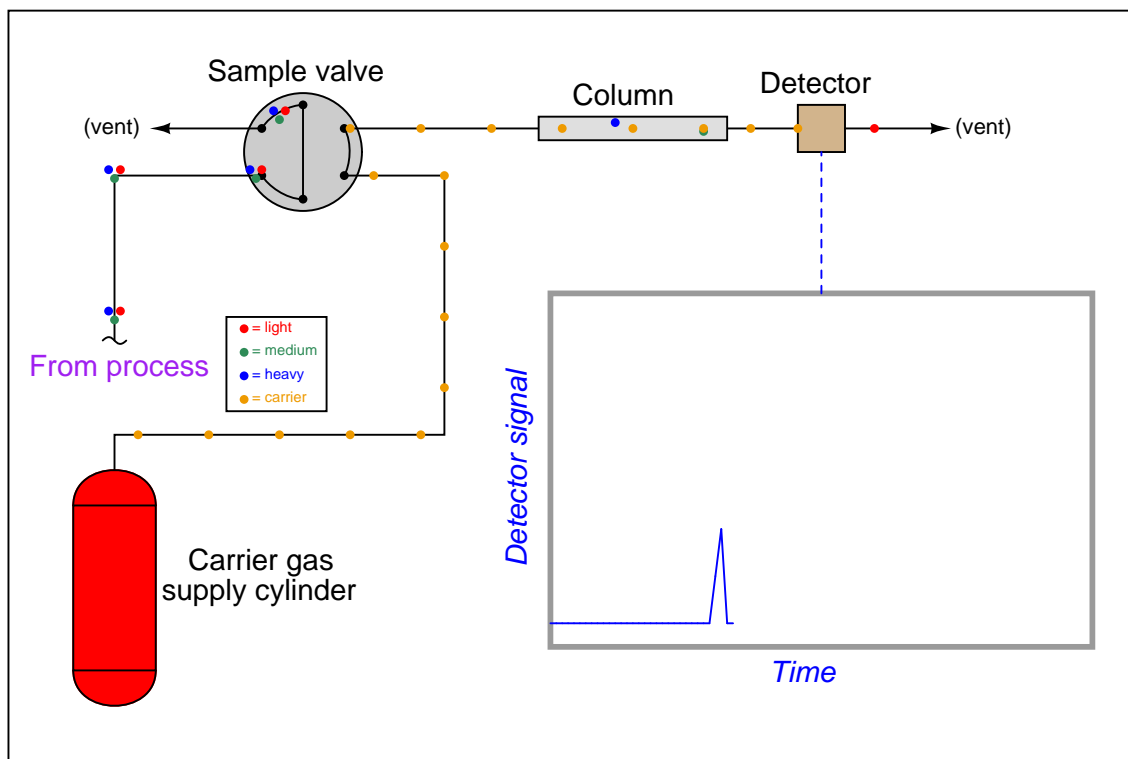 Sample valve
Column
Detector
(vent)
(vent)
From process
= light
= medium
= heavy
= carrier
Carrier gas
supply cylinder
Detector signal
Time